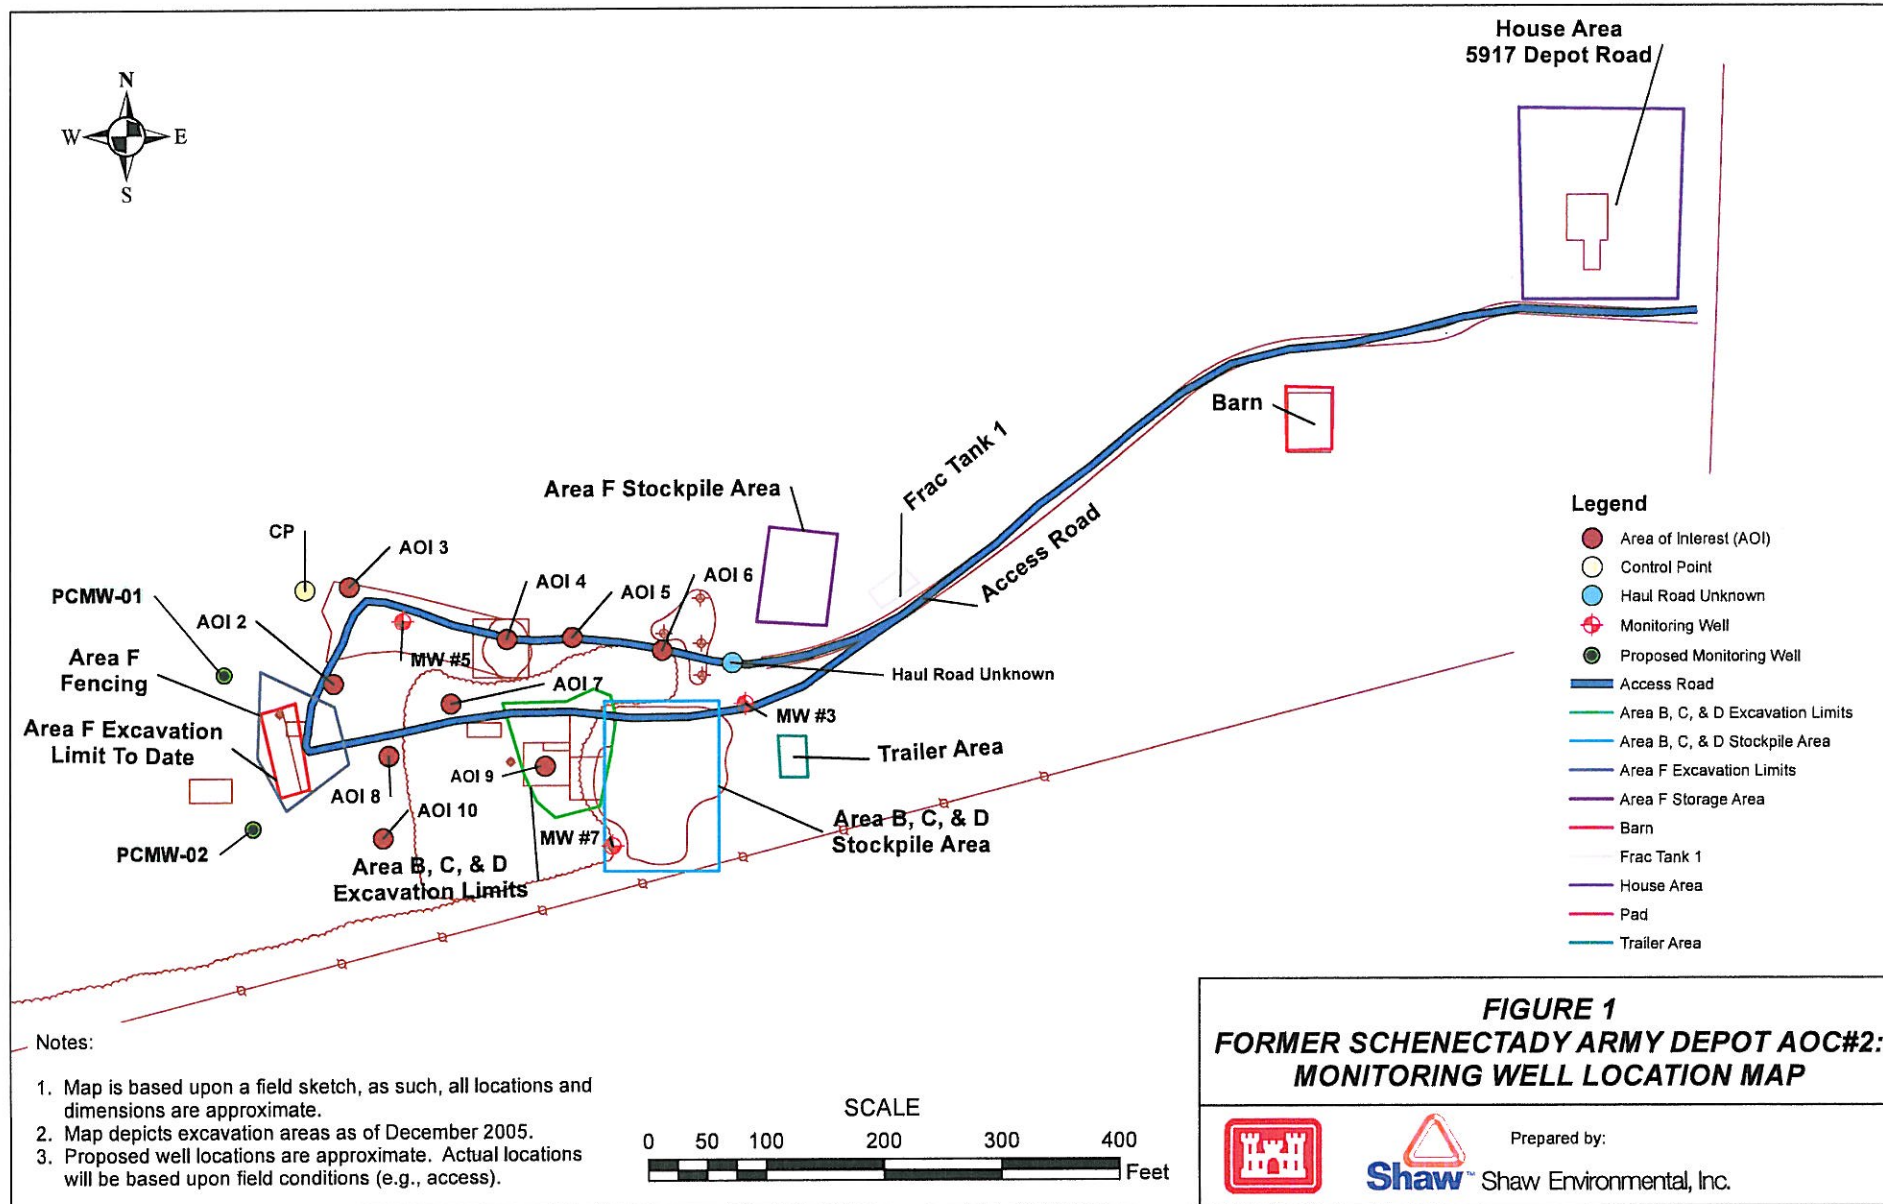 House Area
5917 Depot Road
N
W
E
S
Barn
Frac Tank 1
Area F Stockpile Area
Access Road
CP
AOI 3
PCMW-01
AOI 4
AOI 5
AOI 6
AOI 2
MW #5
Haul Road Unknown
Area F
Fencing
AOI 7
MW #3
Area F Excavation
Limit To Date
Trailer Area
AOI 9
AOI 8
AOI 10
MW #7
Area B, C, & D
Stockpile Area
PCMW-02
Area B, C, & D
Excavation Limits
Legend
Area of Interest (AOI)
Control Point
Haul Road Unknown
Monitoring Well
Proposed Monitoring Well
Access Road
Area B, C, & D Excavation Limits
Area B, C, & D Stockpile Area
Area F Excavation Limits
Area F Storage Area
Barn
Frac Tank 1
House Area
Pad
Trailer Area
Notes:
1. Map is based upon a field sketch, as such, all locations and
dimensions are approximate.
2. Map depicts excavation areas as of December 2005.
3. Proposed well locations are approximate. Actual locations
will be based upon field conditions (e.g., access).
SCALE
0 50 100 200 300 400
Feet
FIGURE 1
FORMER SCHENECTADY ARMY DEPOT AOC#2:
MONITORING WELL LOCATION MAP
Prepared by:
Shaw™ Shaw Environmental, Inc.